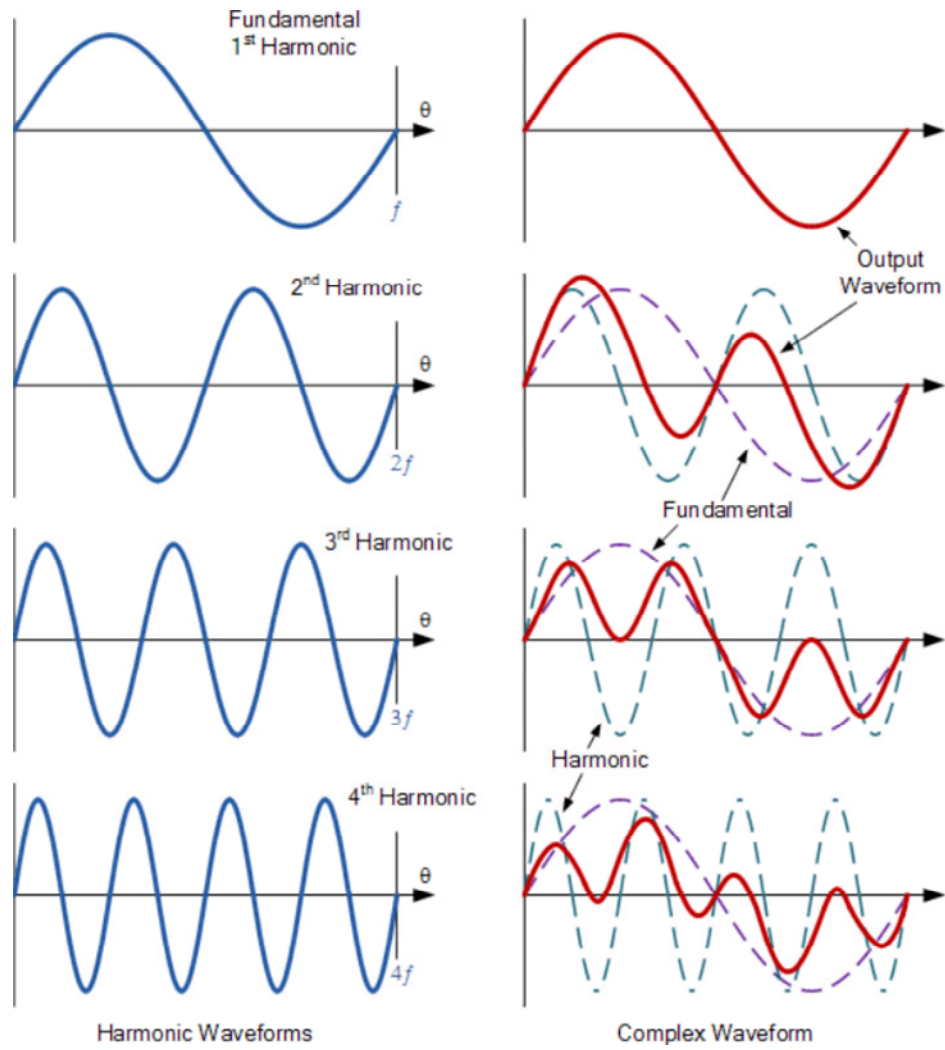 Fundamental
1st Harmonic
θ
f
Output
Waveform
2nd Harmonic
θ
2f
Fundamental
3rd Harmonic
θ
3f
Harmonic
4th Harmonic
θ
4f
Harmonic Waveforms
Complex Waveform